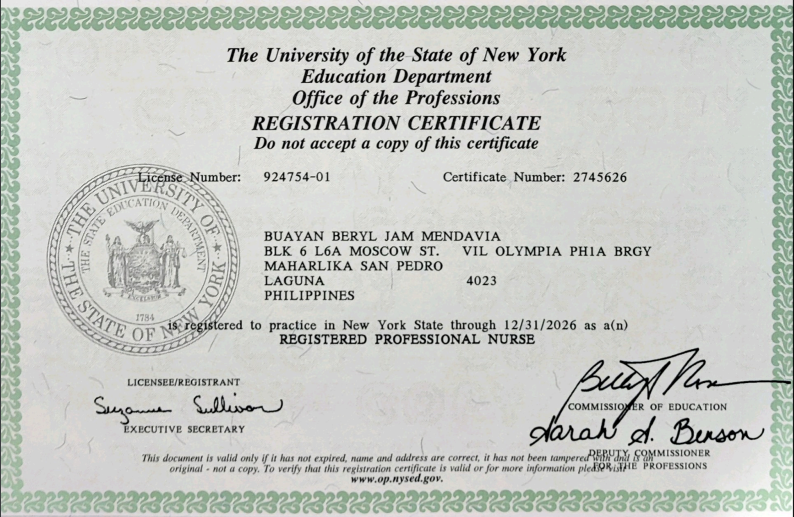 The University of the State of New York
Education Department
Office of the Professions
REGISTRATION CERTIFICATE
Do not accept a copy of this certificate
License Number: 924754-01 Certificate Number: 2745626
THE UNIVERSITY OF THE STATE OF NEW YORK
THE STATE EDUCATION DEPARTMENT
EXCELSIOR
1784
BUAYAN BERYL JAM MENDAVIA
BLK 6 L6A MOSCOW ST. VIL OLYMPIA PH1A BRGY
MAHARLIKA SAN PEDRO
LAGUNA 4023
PHILIPPINES
is registered to practice in New York State through 12/31/2026 as a(n)
REGISTERED PROFESSIONAL NURSE
LICENSEE/REGISTRANT
Suzanne Sullivan
EXECUTIVE SECRETARY
COMMISSIONER OF EDUCATION
Sarah S. Benson
DEPUTY COMMISSIONER
FOR THE PROFESSIONS
This document is valid only if it has not expired, name and address are correct, it has not been tampered with and is an
original - not a copy. To verify that this registration certificate is valid or for more information please visit
www.op.nysed.gov.